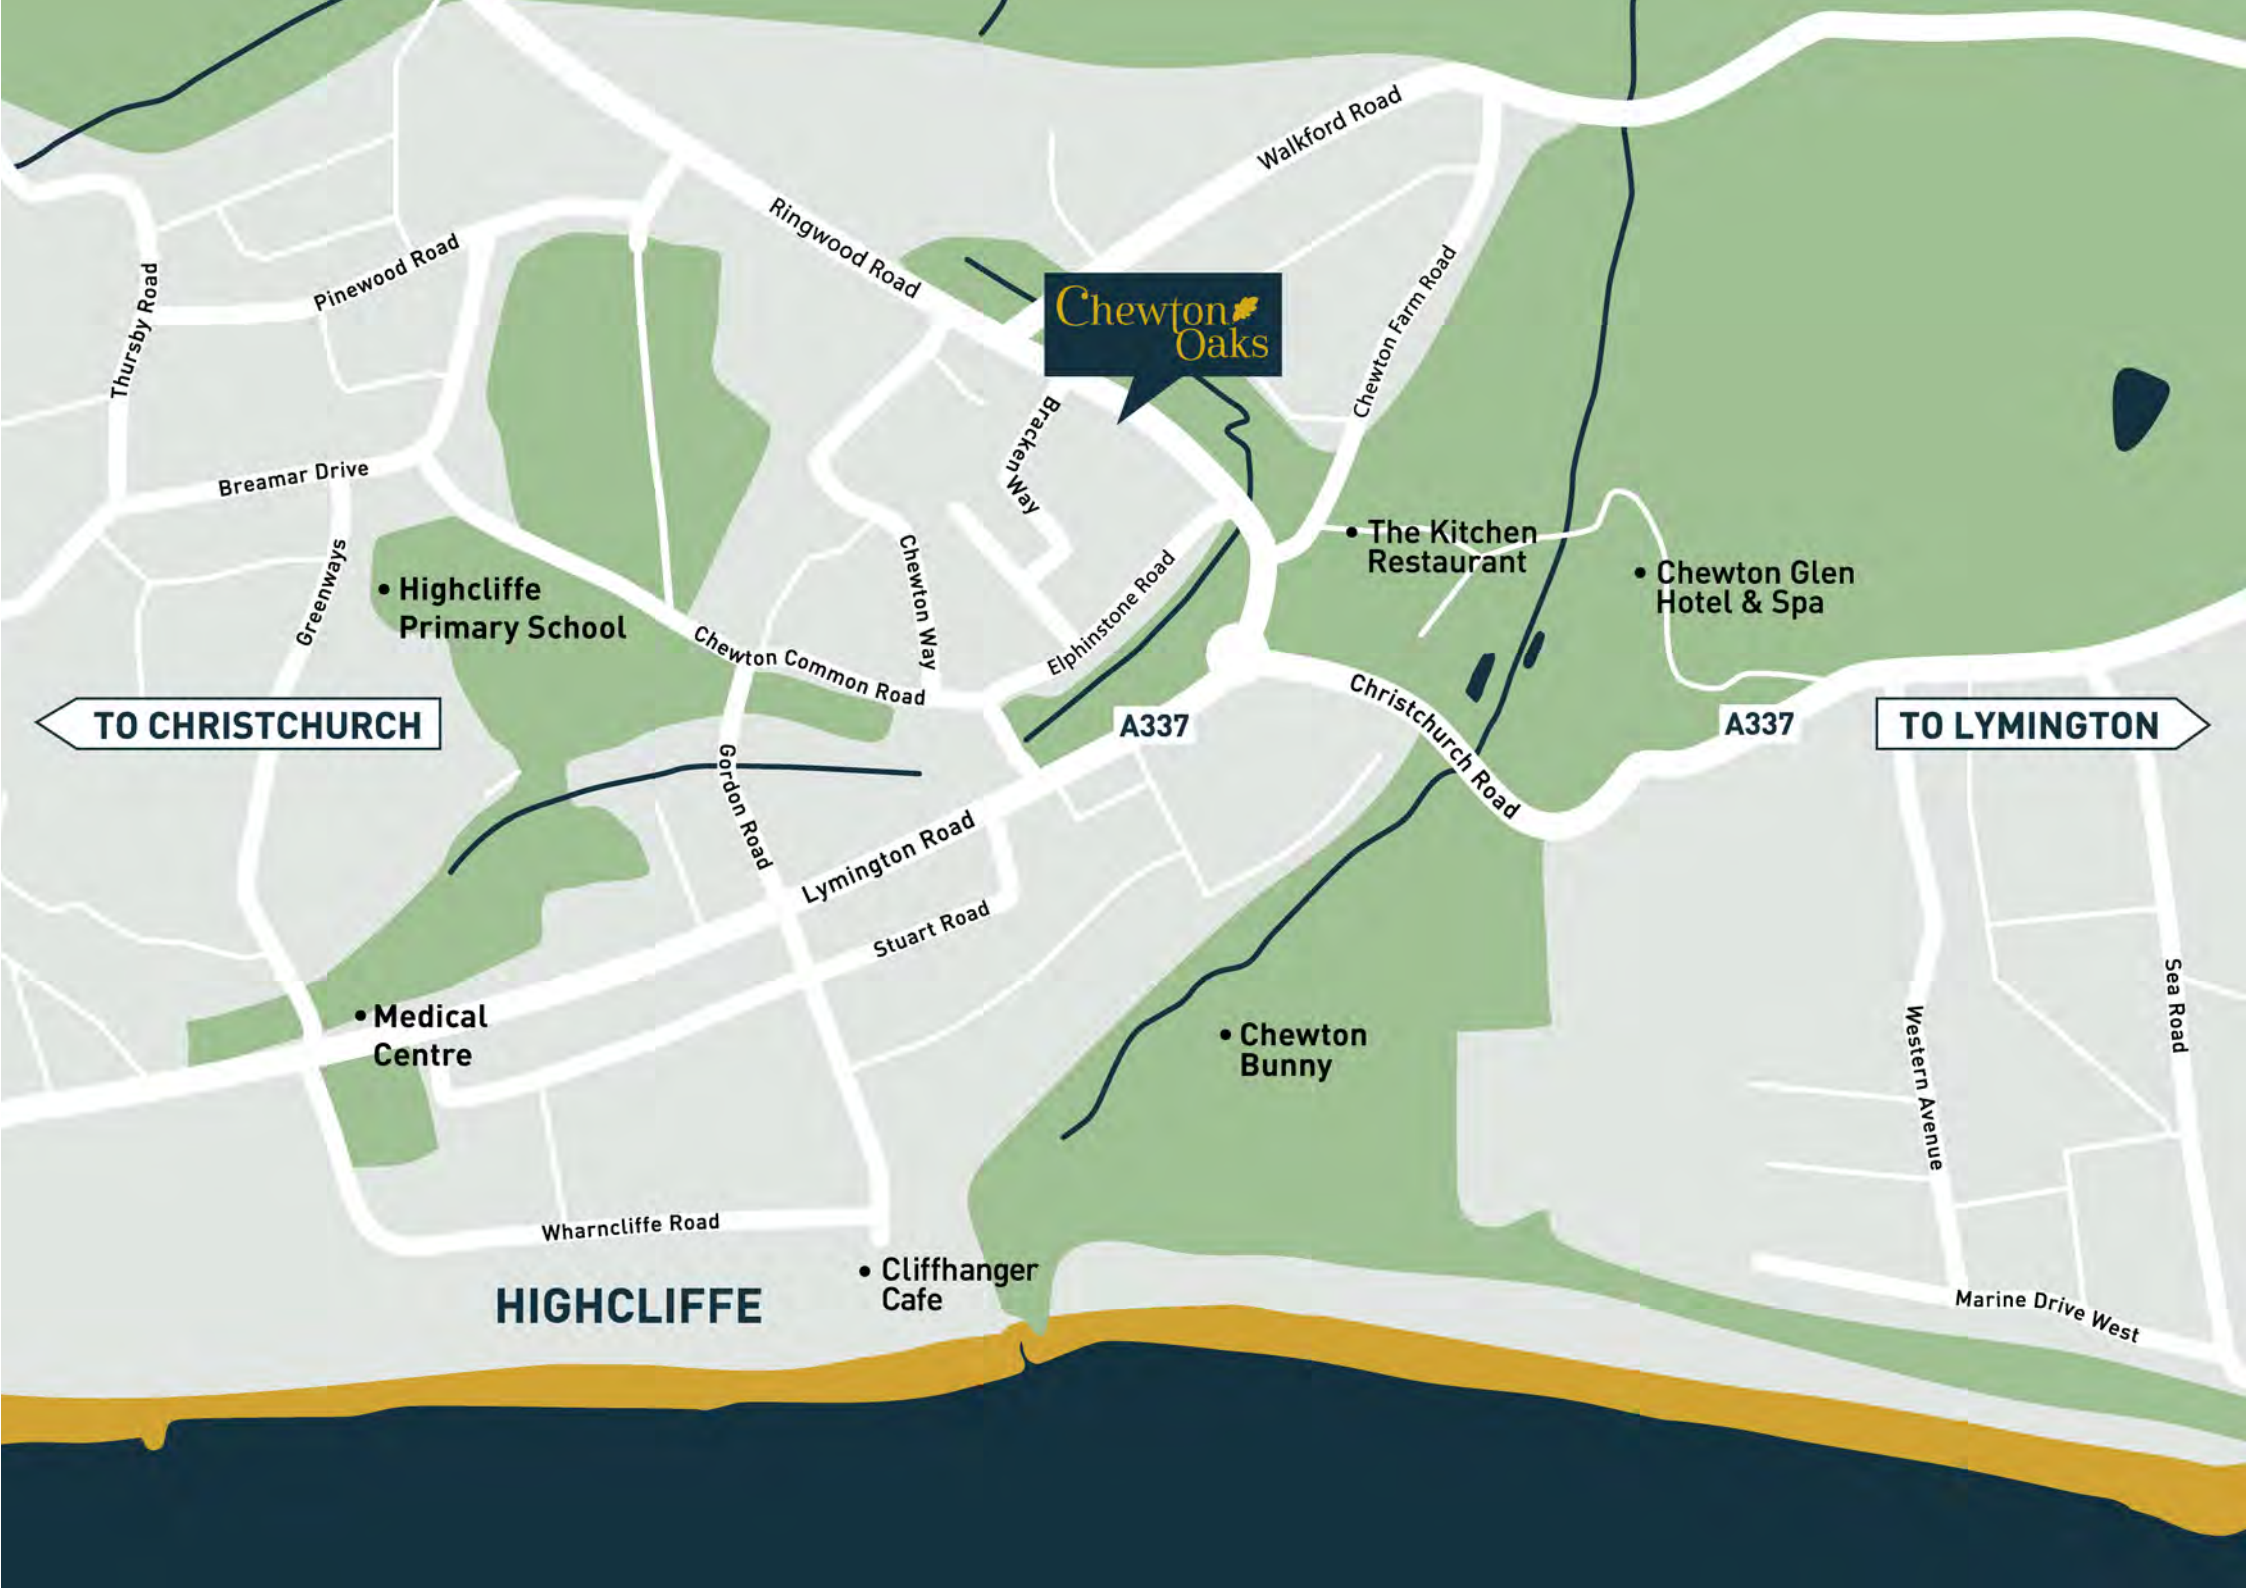 Walkford Road
Ringwood Road
Pinewood Road
Thursby Road
Chewton
Oaks
Chewton Farm Road
Bracken Way
Breamar Drive
The Kitchen
Restaurant
Chewton Glen
Hotel & Spa
Greenways
Highcliffe
Primary School
Chewton Way
Elphinstone Road
Chewton Common Road
TO CHRISTCHURCH
A337
Christchurch Road
A337
TO LYMINGTON
Gordon Road
Lymington Road
Stuart Road
Medical
Centre
Chewton
Bunny
Sea Road
Western Avenue
Wharncliffe Road
Cliffhanger
Cafe
HIGHCLIFFE
Marine Drive West